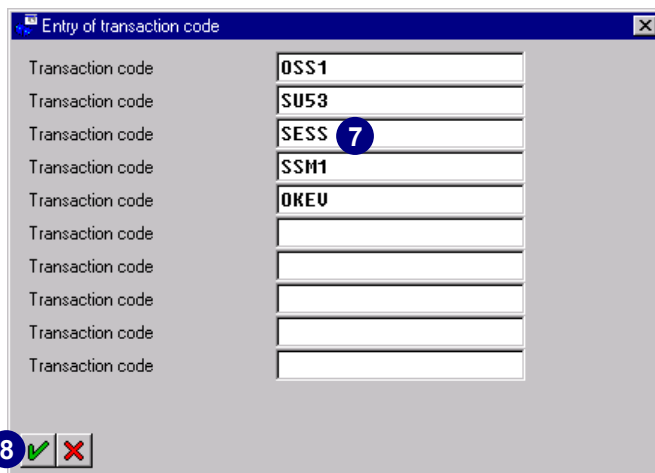 Entry of transaction code
Transaction code OSS1
Transaction code SU53
Transaction code SESS 7
Transaction code SSM1
Transaction code OKEV
Transaction code
Transaction code
Transaction code
Transaction code
Transaction code
8